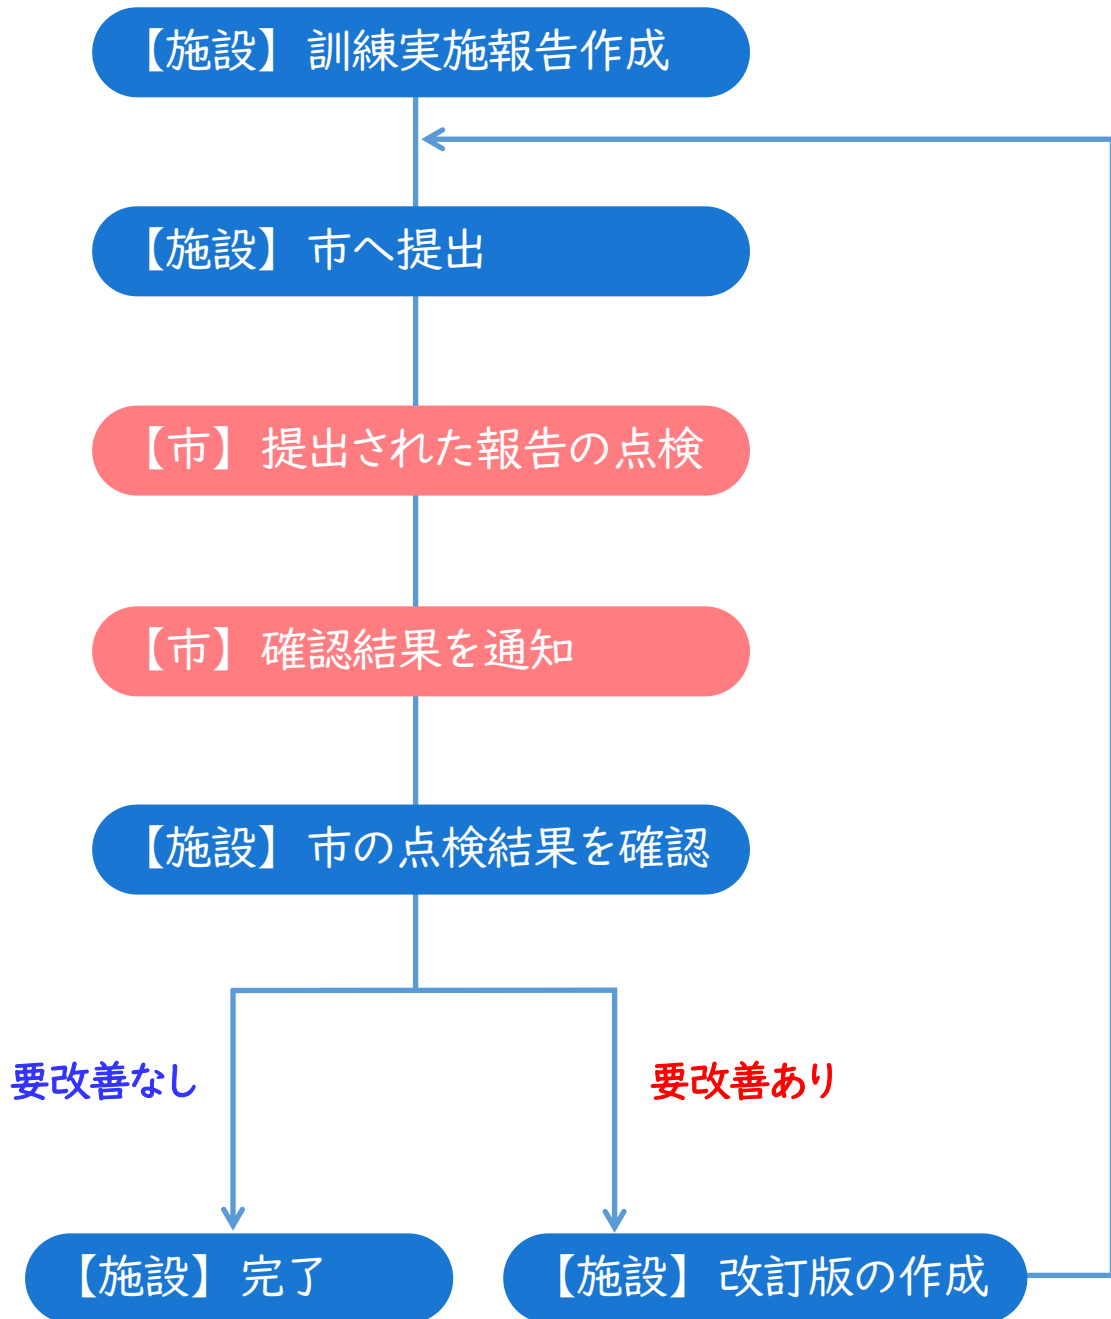 【施設】訓練実施報告作成
【施設】市へ提出
【市】提出された報告の点検
【市】確認結果を通知
【施設】市の点検結果を確認
要改善なし
要改善あり
【施設】完了
【施設】改訂版の作成